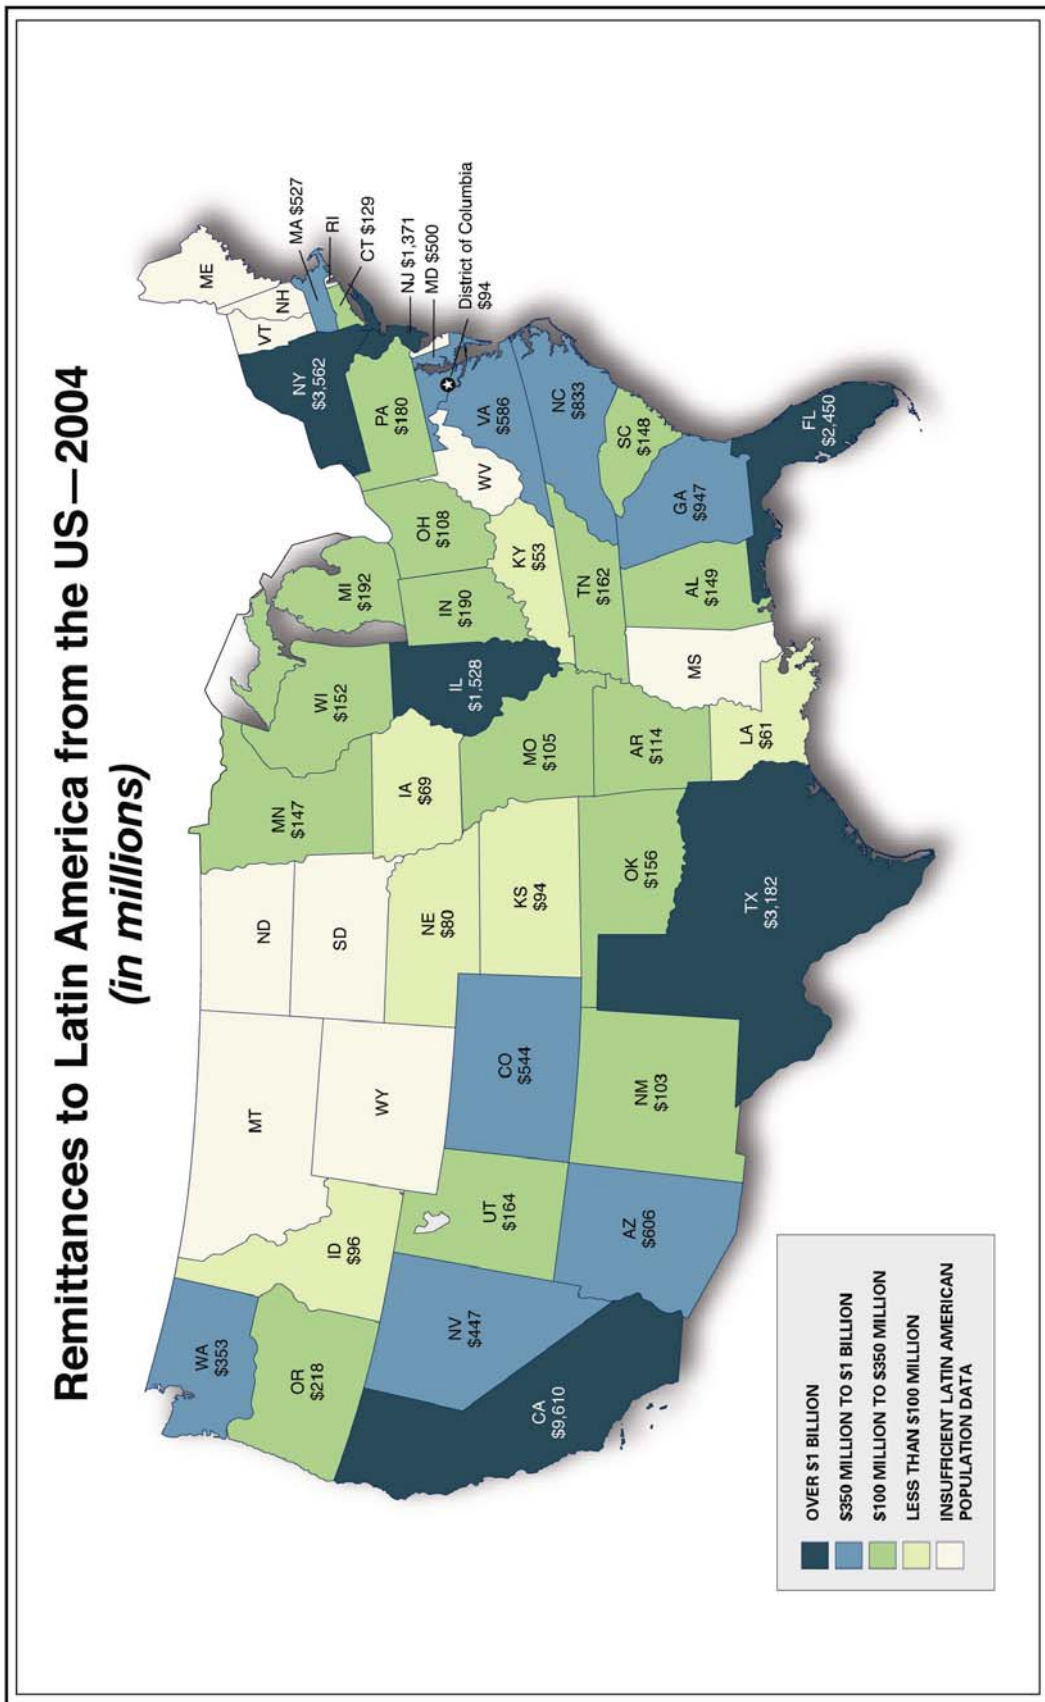 Remittances to Latin America from the US—2004
(in millions)
WA
$353
OR
$218
CA
$9,610
NV
$447
ID
$96
MT
WY
UT
$164
AZ
$606
CO
$544
NM
$103
ND
SD
NE
$80
KS
$94
OK
$156
TX
$3,182
MN
$147
IA
$69
MO
$105
AR
$114
LA
$61
WI
$152
IL
$1,528
MI
$192
IN
$190
OH
$108
KY
$53
TN
$162
MS
AL
$149
GA
$947
FL
$2,450
SC
$148
NC
$833
VA
$586
WV
PA
$180
NY
$3,562
VT
NH
ME
MA $527
RI
CT $129
NJ $1,371
MD $500
District of Columbia
$94
OVER $1 BILLION
$350 MILLION TO $1 BILLION
$100 MILLION TO $350 MILLION
LESS THAN $100 MILLION
INSUFFICIENT LATIN AMERICAN
POPULATION DATA